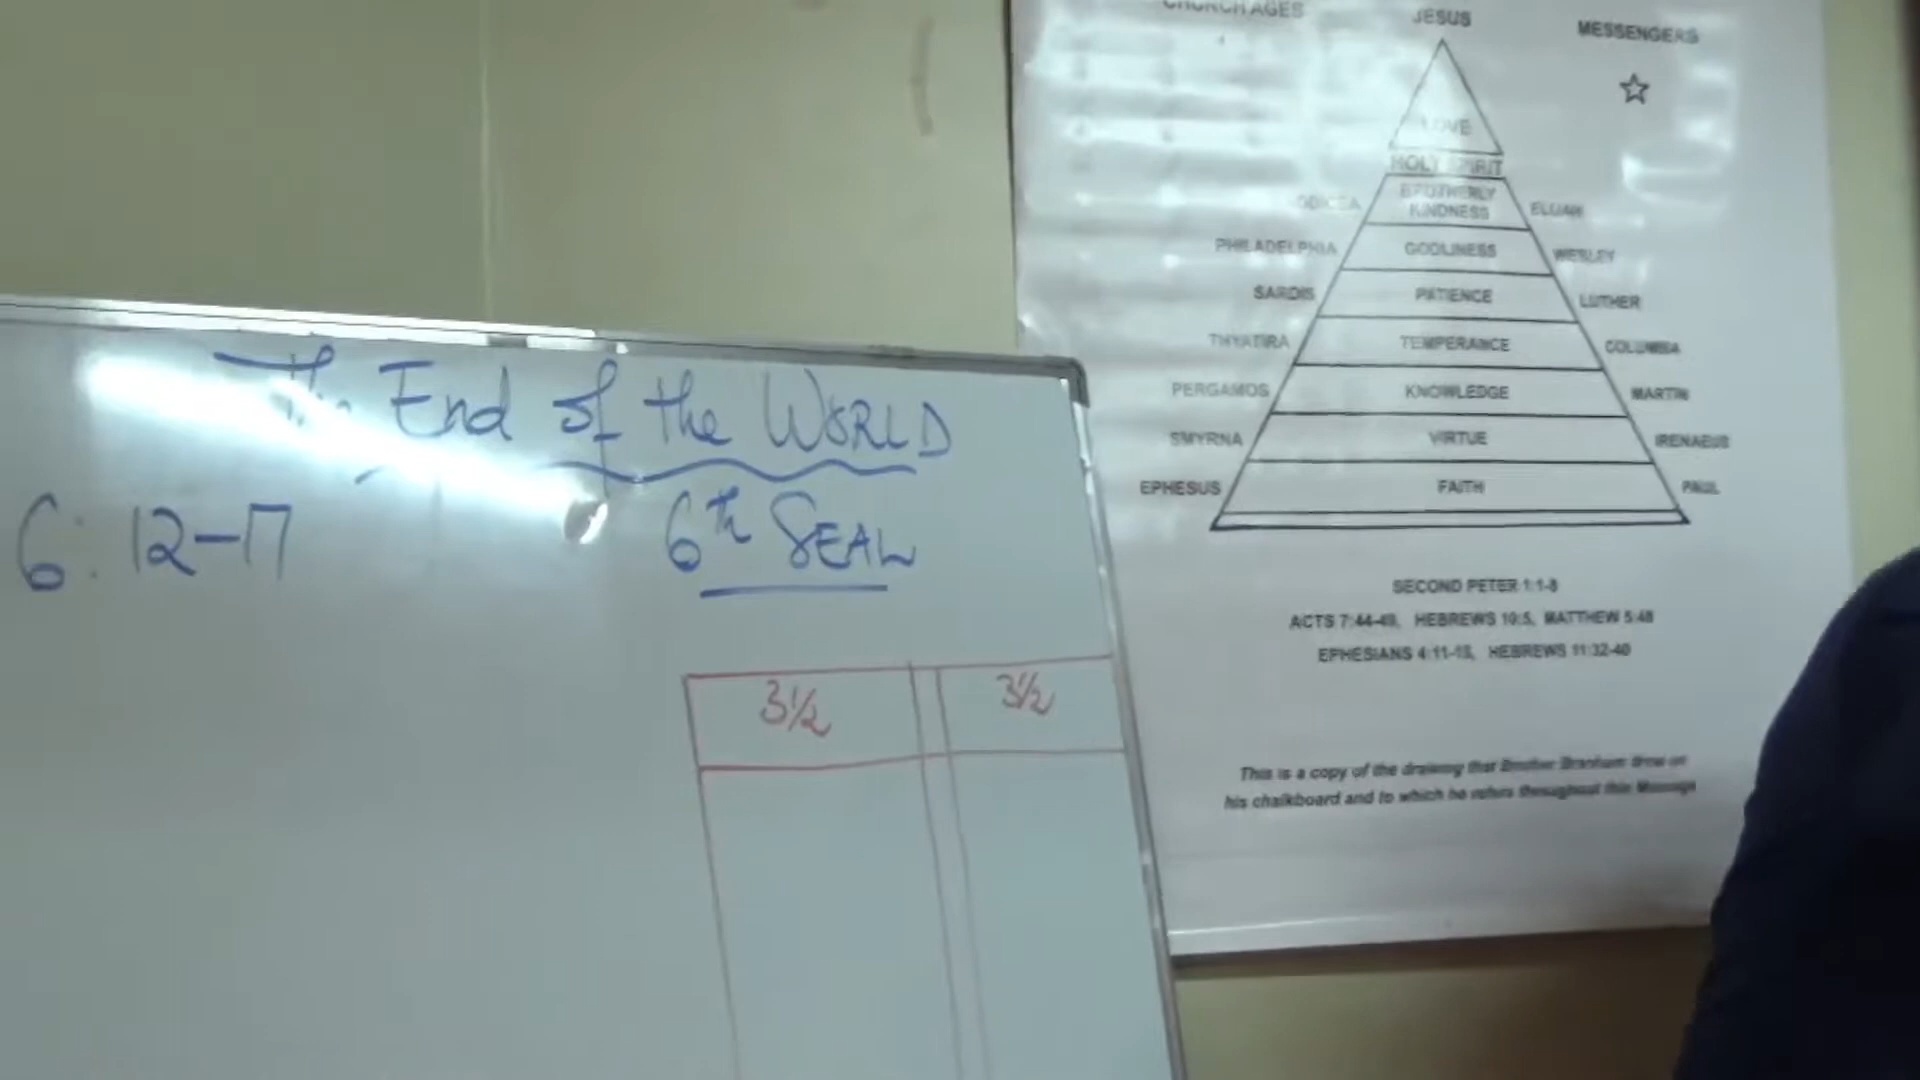 The End of the WORLD
6: 12-17
6th SEAL
3½ 3½
CHURCH AGES JESUS MESSENGERS
LOVE
HOLY SPIRIT
BROTHERLY
KINDNESS ELIJAH
PHILADELPHIA GODLINESS WESLEY
SARDIS PATIENCE LUTHER
THYATIRA TEMPERANCE COLUMBA
PERGAMOS KNOWLEDGE MARTIN
SMYRNA VIRTUE IRENAEUS
EPHESUS FAITH PAUL
SECOND PETER 1:1-8
ACTS 7:44-49, HEBREWS 10:5, MATTHEW 5:48
EPHESIANS 4:11-13, HEBREWS 11:32-40
This is a copy of the drawing that Brother Branham drew on
his chalkboard and to which he refers throughout this Message